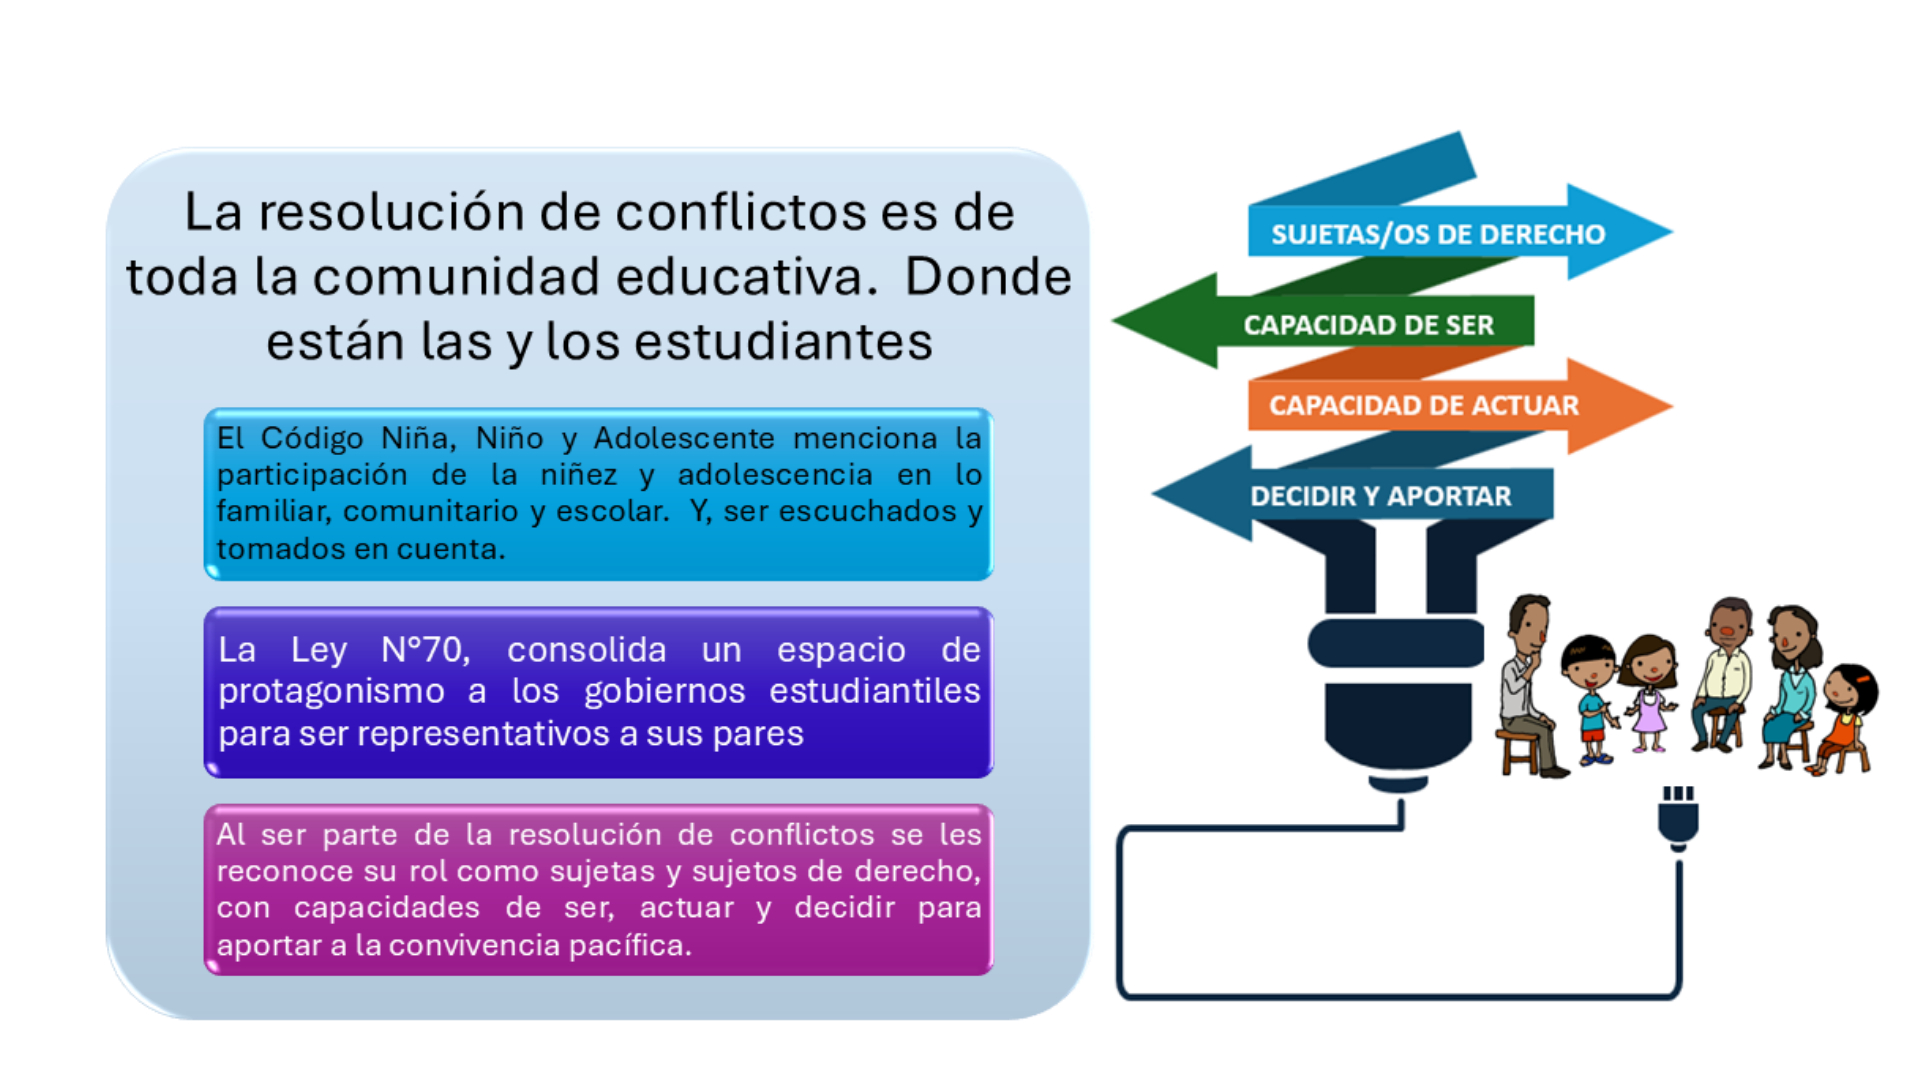 La resolución de conflictos es de
toda la comunidad educativa.  Donde
están las y los estudiantes
El Código Niña, Niño y Adolescente menciona la
participación de la niñez y adolescencia en lo
familiar, comunitario y escolar.  Y, ser escuchados y
tomados en cuenta.
La Ley N°70, consolida un espacio de
protagonismo a los gobiernos estudiantiles
para ser representativos a sus pares
Al ser parte de la resolución de conflictos se les
reconoce su rol como sujetas y sujetos de derecho,
con capacidades de ser, actuar y decidir para
aportar a la convivencia pacífica.
SUJETAS/OS DE DERECHO
CAPACIDAD DE SER
CAPACIDAD DE ACTUAR
DECIDIR Y APORTAR